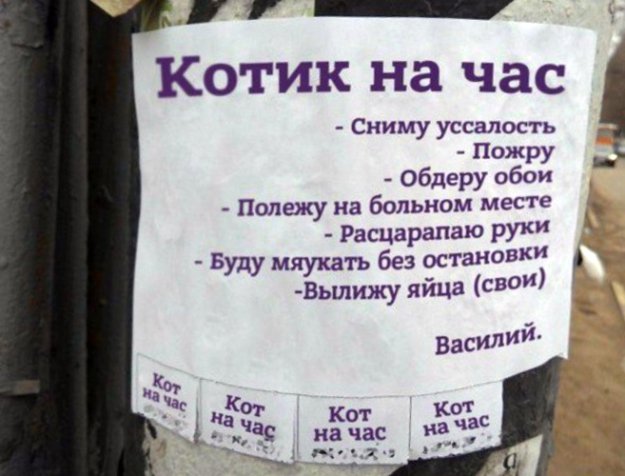 Котик на час
- Сниму уссалость
- Пожру
- Обдеру обои
- Полежу на больном месте
- Расцарапаю руки
- Буду мяукать без остановки
-Вылижу яйца (свои)
Василий.
Кот
на час
Кот
на час
Кот
на час
Кот
на час